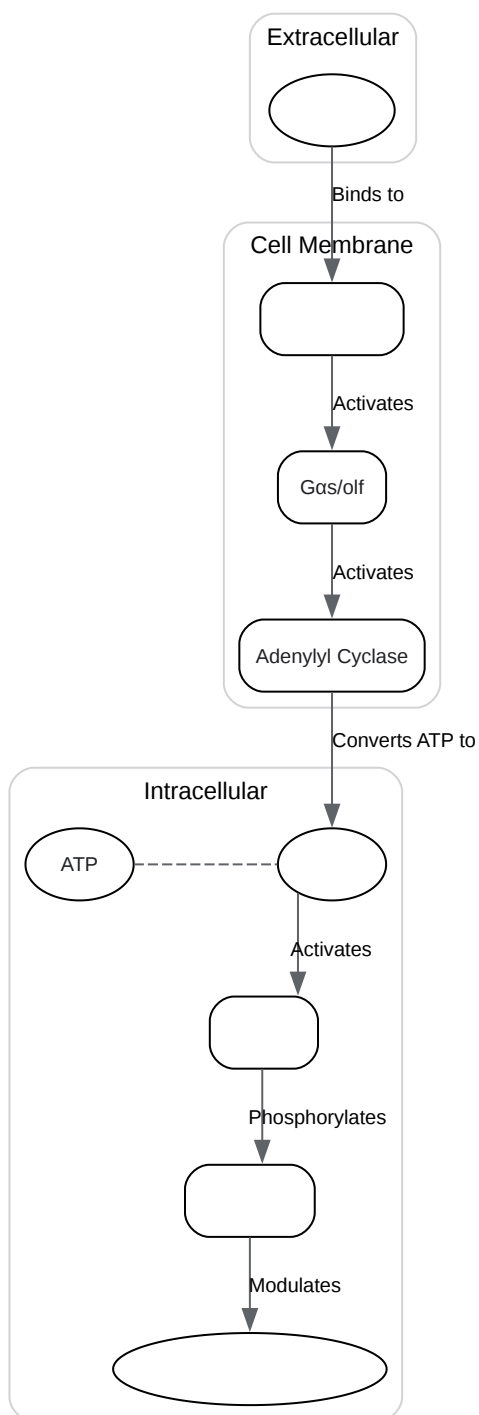 Extracellular
Binds to
Cell Membrane
Activates
Gαs/olf
Activates
Adenylyl Cyclase
Converts ATP to
Intracellular
ATP
Activates
Phosphorylates
Modulates